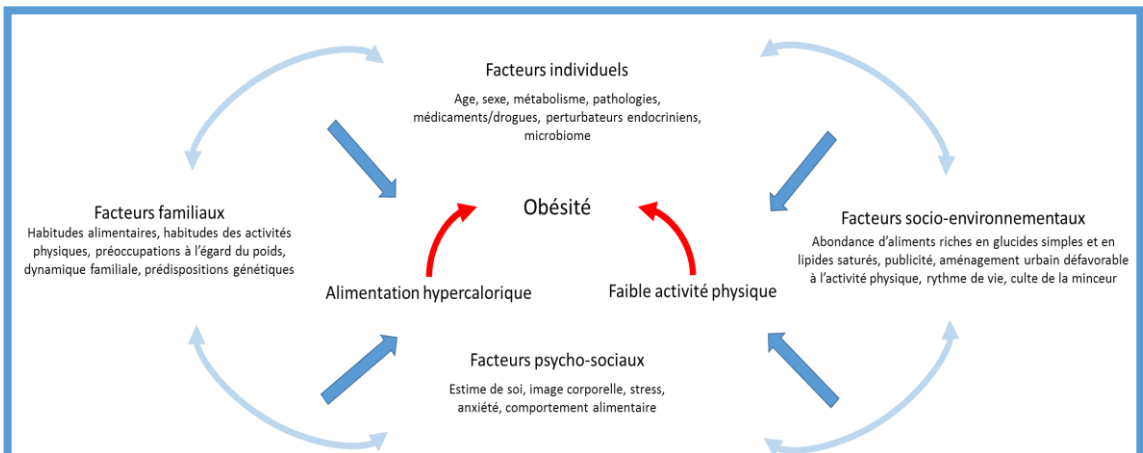 Facteurs individuels
Age, sexe, métabolisme, pathologies,
médicaments/drogues, perturbateurs endocriniens,
microbiome
Obésité
Facteurs familiaux
Habitudes alimentaires, habitudes des activités
physiques, préoccupations à l'égard du poids,
dynamique familiale, prédispositions génétiques
Facteurs socio-environnementaux
Abondance d'aliments riches en glucides simples et en
lipides saturés, publicité, aménagement urbain défavorable
à l'activité physique, rythme de vie, culte de la minceur
Alimentation hypercalorique
Faible activité physique
Facteurs psycho-sociaux
Estime de soi, image corporelle, stress,
anxiété, comportement alimentaire